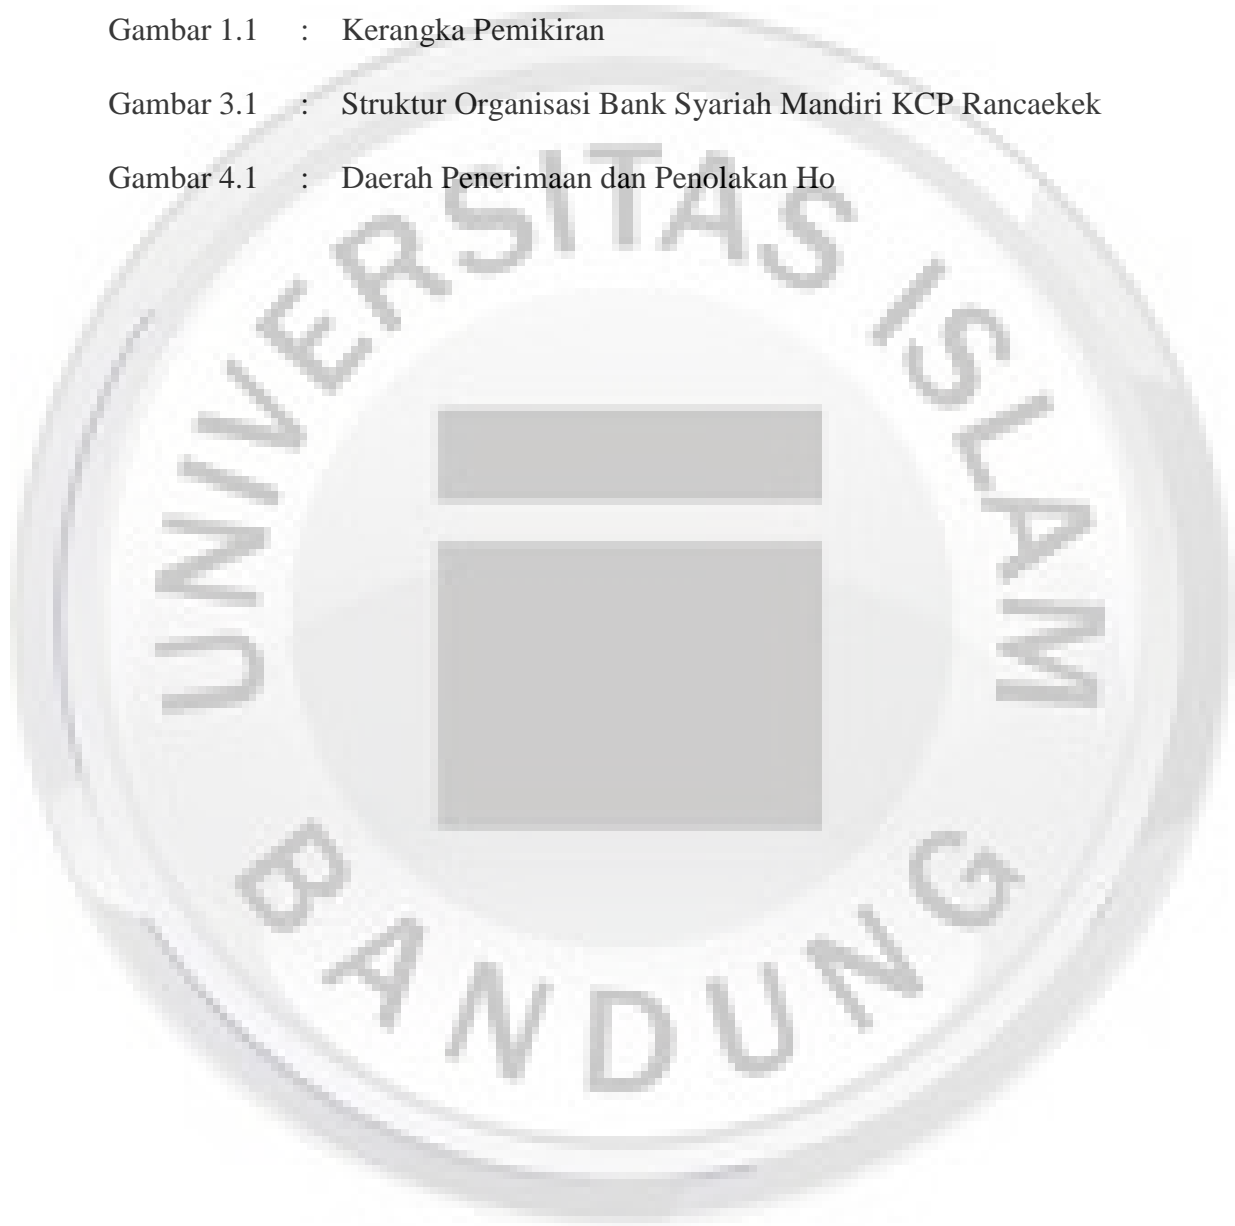 Gambar 1.1 : Kerangka Pemikiran
Gambar 3.1 : Struktur Organisasi Bank Syariah Mandiri KCP Rancaekek
Gambar 4.1 : Daerah Penerimaan dan Penolakan Ho
UNIVERSITAS ISLAM
BANDUNG